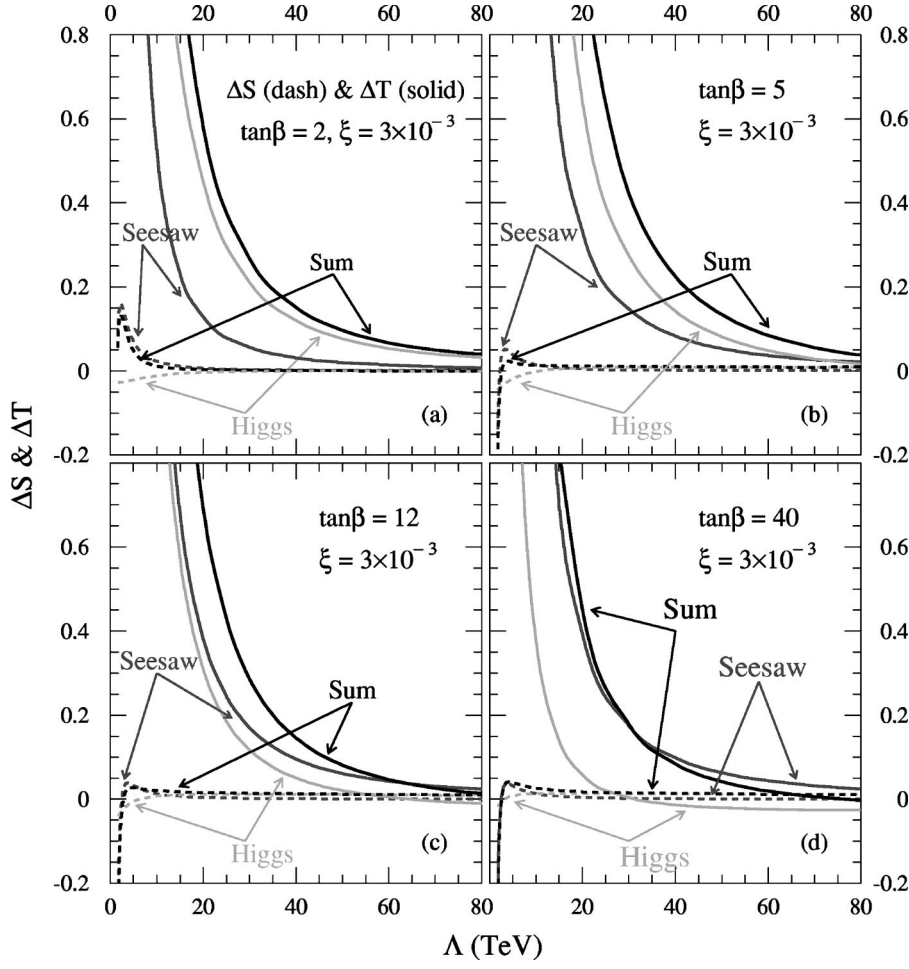 0 20 40 60 80 0 20 40 60 80
0.8 0.8
ΔS (dash) & ΔT (solid)
tanβ = 2, ξ = 3×10⁻³
tanβ = 5
ξ = 3×10⁻³
0.6 0.6
0.4 0.4
Seesaw
Sum
Seesaw
Sum
0.2 0.2
0 0
Higgs
(a)
Higgs
(b)
-0.2 -0.2
ΔS & ΔT
tanβ = 12
ξ = 3×10⁻³
tanβ = 40
ξ = 3×10⁻³
0.6 0.6
0.4 0.4
Seesaw
Sum
Sum
Seesaw
0.2 0.2
0 0
Higgs
(c)
Higgs
(d)
-0.2 -0.2
0 20 40 60 80 0 20 40 60 80
Λ (TeV)